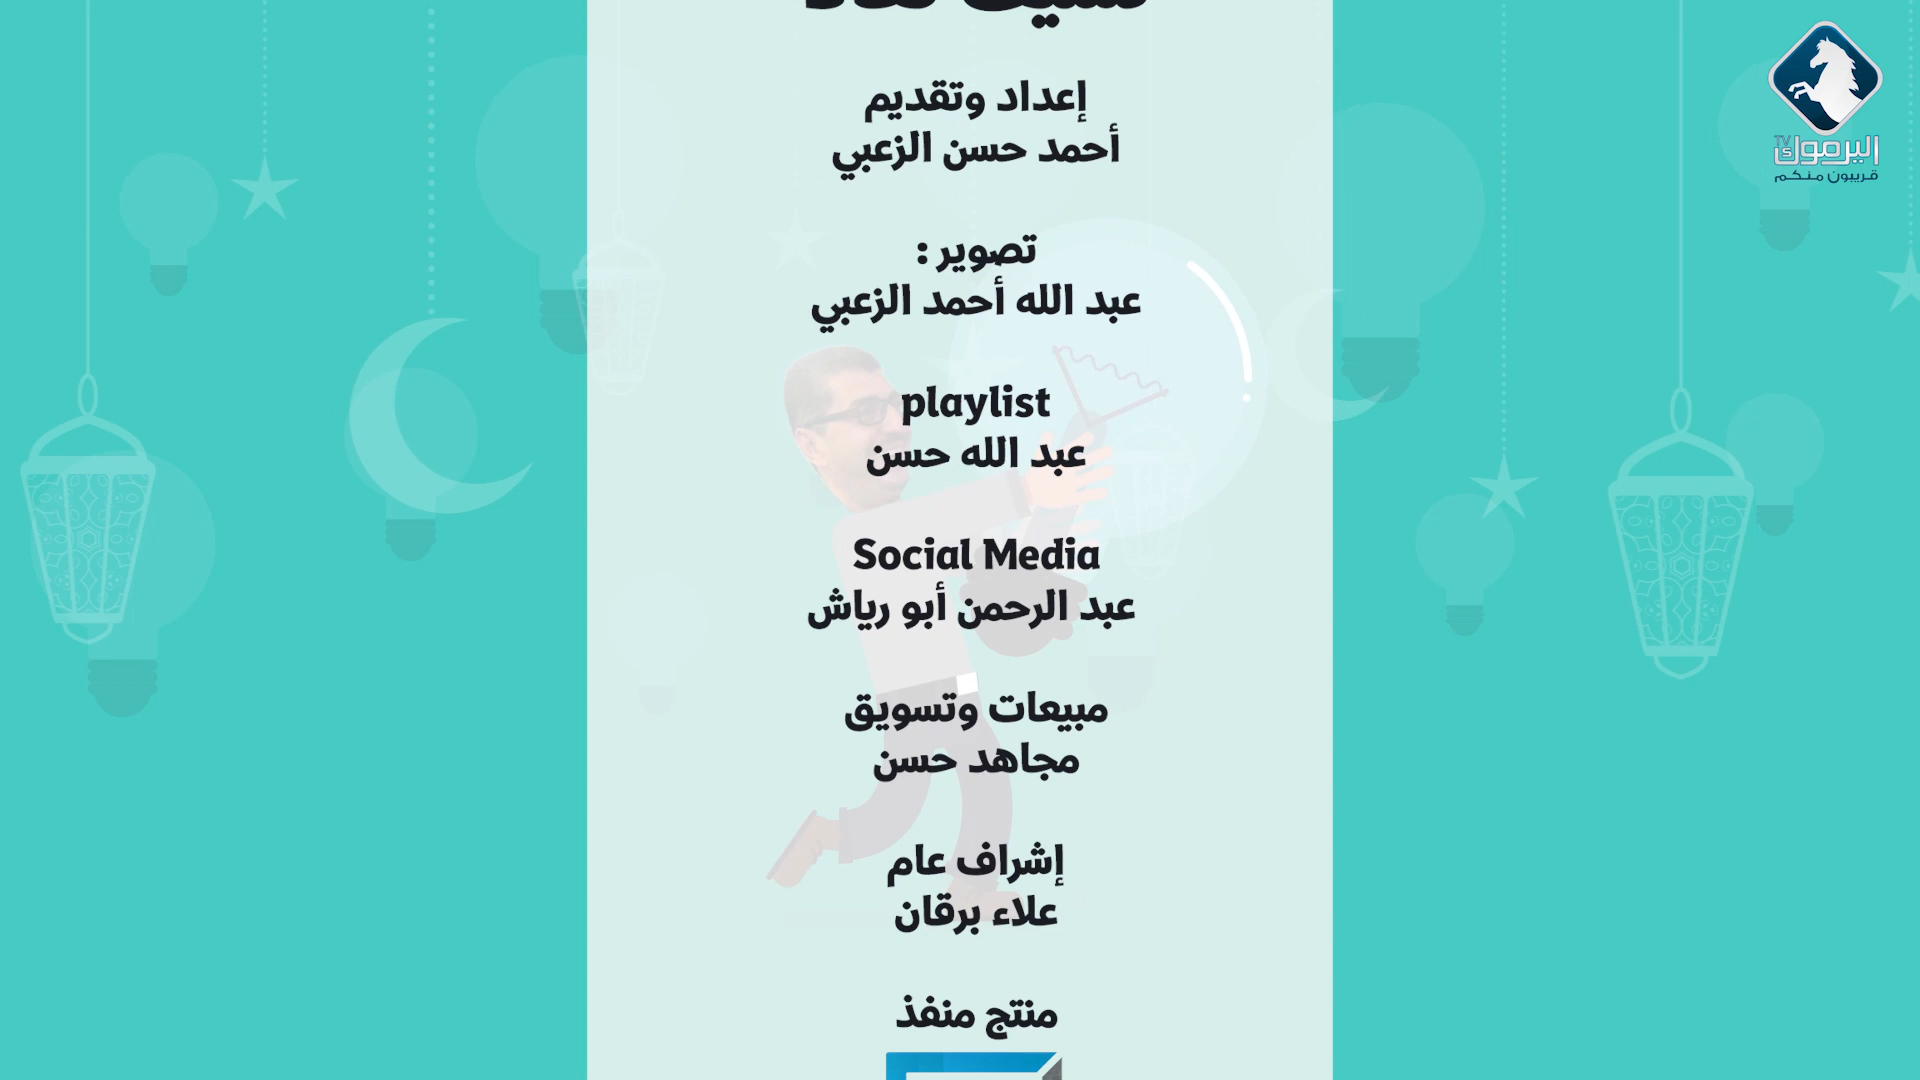 إعداد وتقديم
أحمد حسن الزعبي
تصوير :
عبد الله أحمد الزعبي
playlist
عبد الله حسن
Social Media
عبد الرحمن أبو رياش
مبيعات وتسويق
مجاهد حسن
إشراف عام
علاء برقان
منتج منفذ
اليرموك TV
قريبون منكم